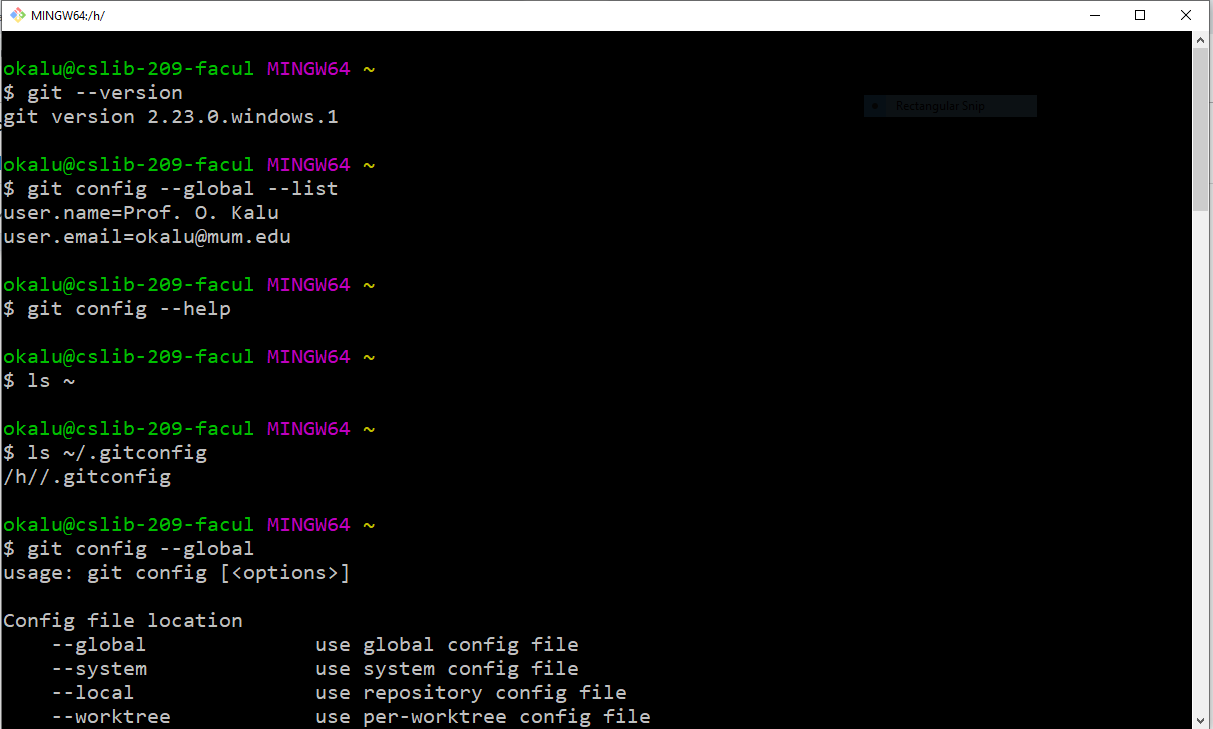 MINGW64:/h/
okalu@cslib-209-facul MINGW64 ~
$ git --version
git version 2.23.0.windows.1
Rectangular Snip
okalu@cslib-209-facul MINGW64 ~
$ git config --global --list
user.name=Prof. O. Kalu
user.email=okalu@mum.edu
okalu@cslib-209-facul MINGW64 ~
$ git config --help
okalu@cslib-209-facul MINGW64 ~
$ ls ~
okalu@cslib-209-facul MINGW64 ~
$ ls ~/.gitconfig
/h//.gitconfig
okalu@cslib-209-facul MINGW64 ~
$ git config --global
usage: git config [<options>]
Config file location
--global use global config file
--system use system config file
--local use repository config file
--worktree use per-worktree config file